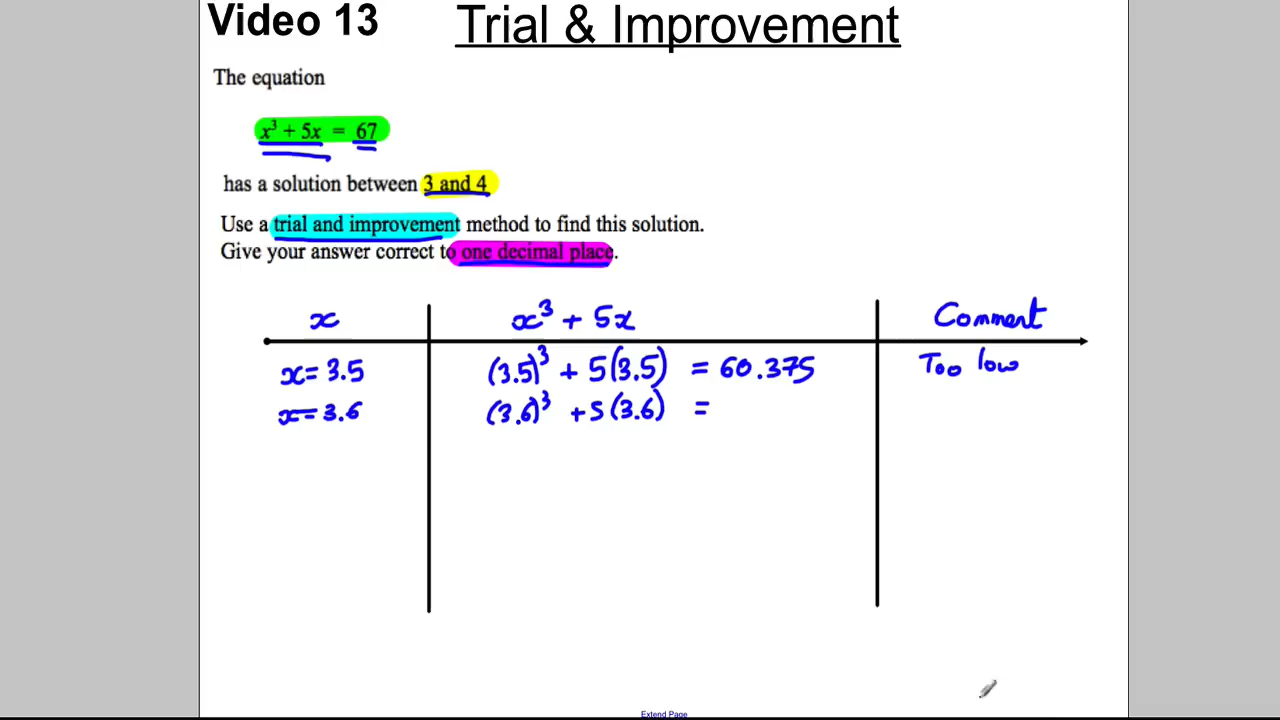 Video 13
Trial & Improvement
The equation
x³ + 5x = 67
has a solution between 3 and 4
Use a trial and improvement method to find this solution.
Give your answer correct to one decimal place.
x x³ + 5x Comment
x = 3.5 (3.5)³ + 5(3.5) = 60.375 Too low
x = 3.6 (3.6)³ + 5(3.6) =
Extend Page